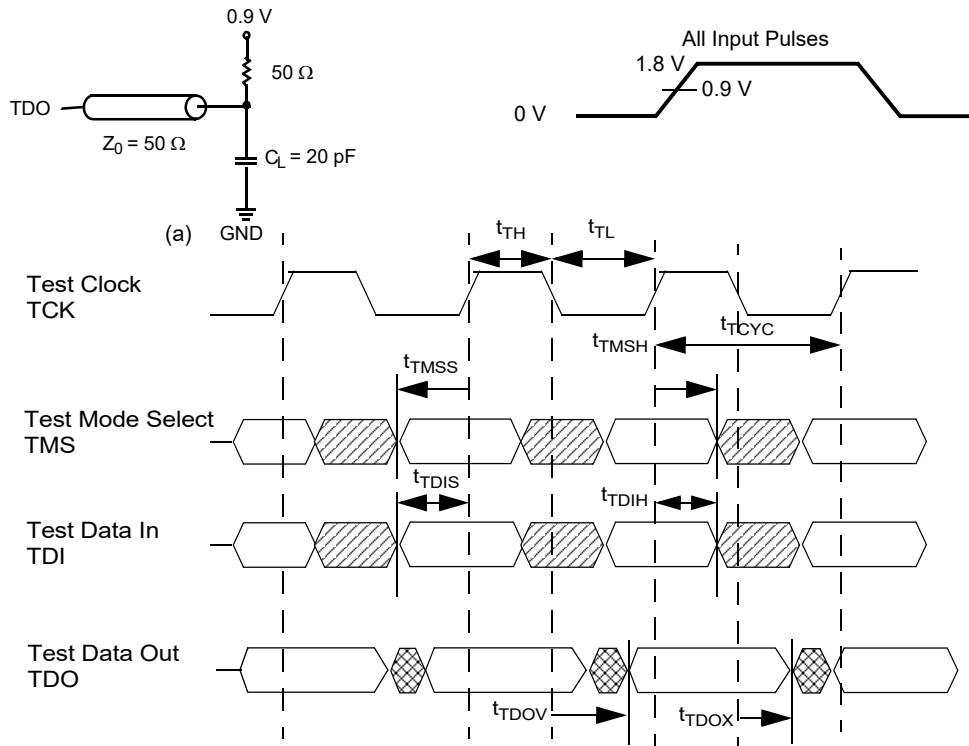 0.9 V
50 Ω
TDO
Z0 = 50 Ω
CL = 20 pF
(a) GND
All Input Pulses
1.8 V
0.9 V
0 V
tTH
tTL
Test Clock
TCK
tTCYC
tTMSH
tTMSS
Test Mode Select
TMS
tTDIS
tTDIH
Test Data In
TDI
Test Data Out
TDO
tTDOV
tTDOX